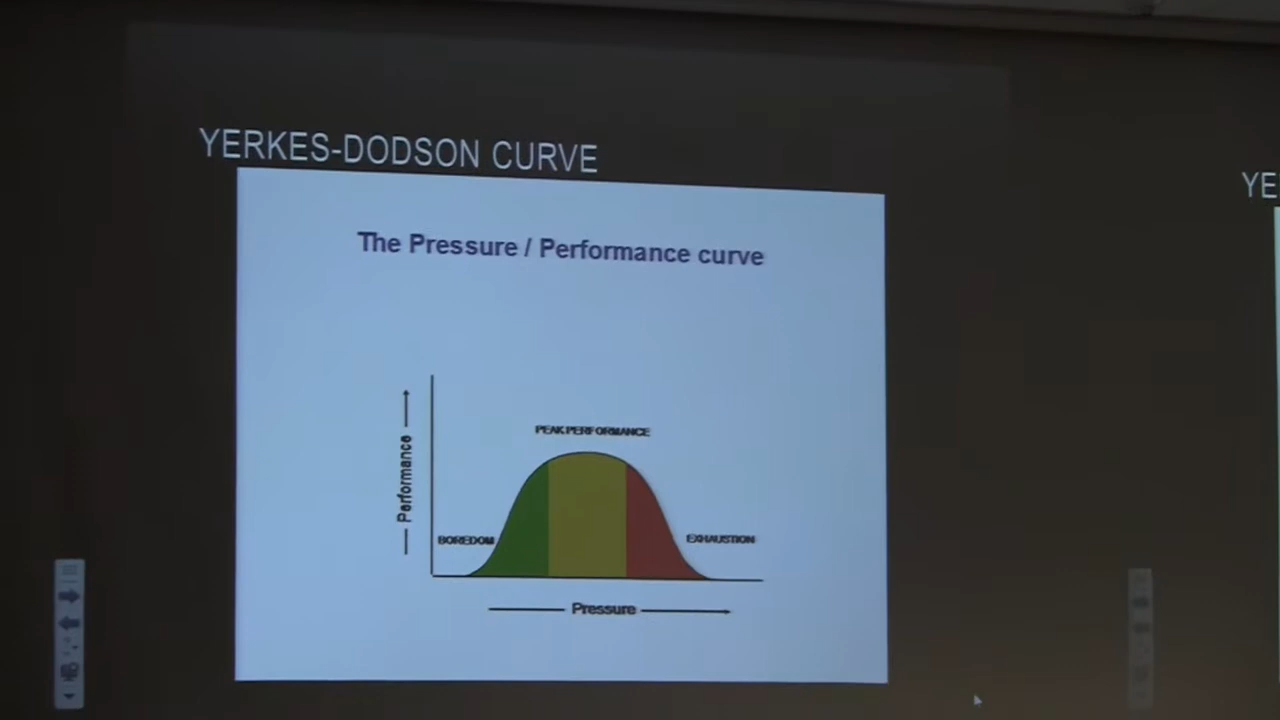 YERKES-DODSON CURVE
YE
The Pressure / Performance curve
PEAK PERFORMANCE
Performance
BOREDOM
EXHAUSTION
Pressure